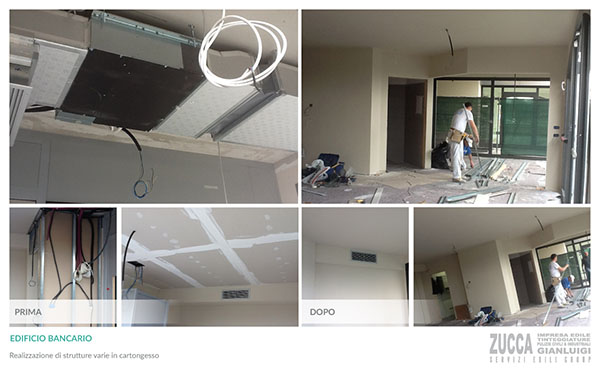 PRIMA
DOPO
EDIFICIO BANCARIO
Realizzazione di strutture varie in cartongesso
ZUCCA
IMPRESA EDILE
TINTEGGIATURE
PULIZIE CIVILI & INDUSTRIALI
GIANLUIGI
SERVIZI EDILI GROUP